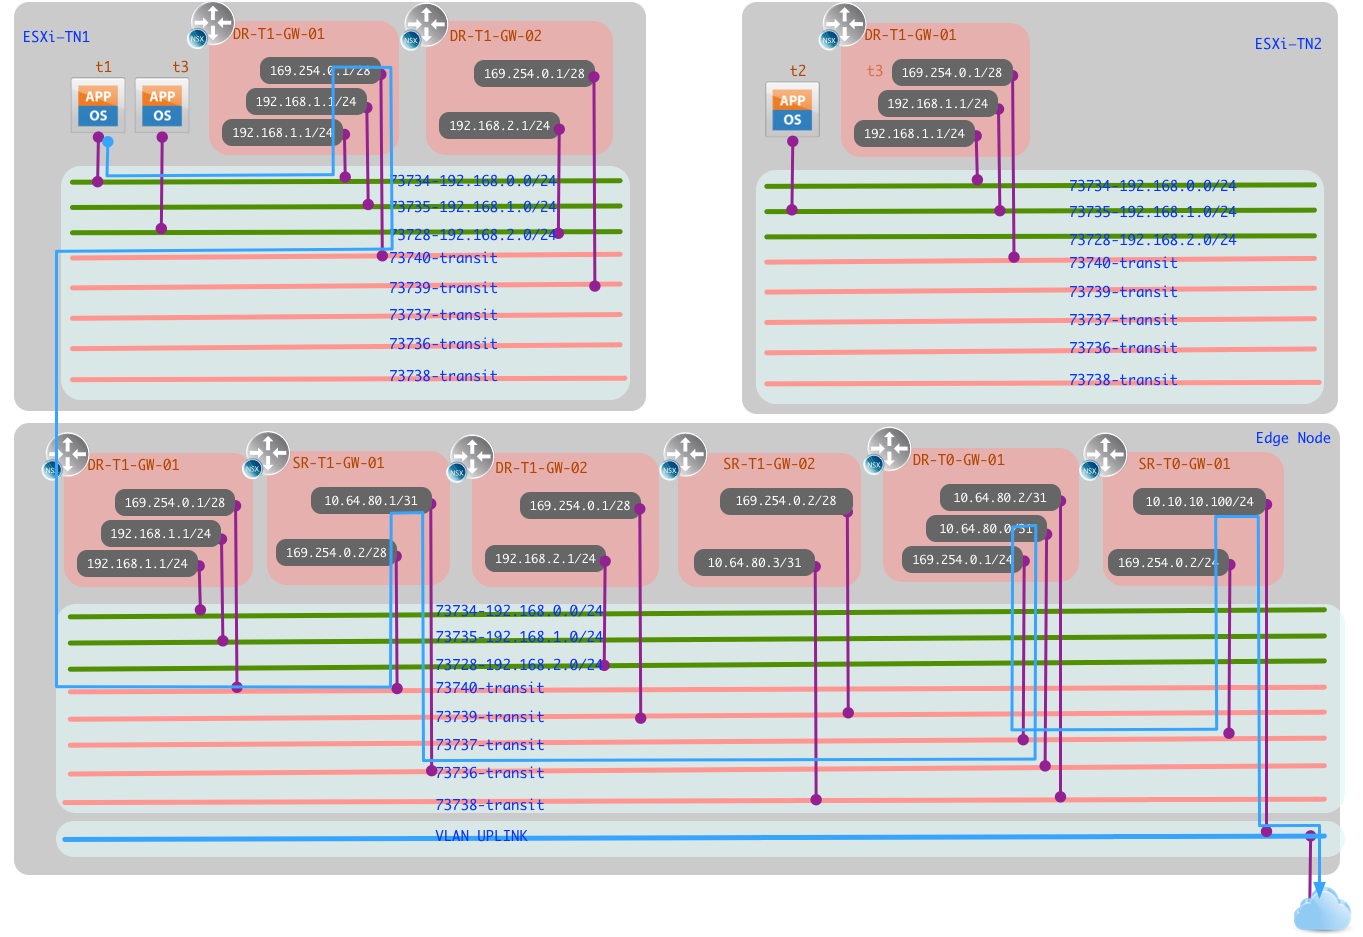 ESXi-TN1
t1
t3
APP
OS
APP
OS
NSX
DR-T1-GW-01
169.254.0.1/28
192.168.1.1/24
192.168.1.1/24
NSX
DR-T1-GW-02
169.254.0.1/28
192.168.2.1/24
73734-192.168.0.0/24
73735-192.168.1.0/24
73728-192.168.2.0/24
73740-transit
73739-transit
73737-transit
73736-transit
73738-transit
ESXi-TN2
t2
APP
OS
NSX
DR-T1-GW-01
t3
169.254.0.1/28
192.168.1.1/24
192.168.1.1/24
73734-192.168.0.0/24
73735-192.168.1.0/24
73728-192.168.2.0/24
73740-transit
73739-transit
73737-transit
73736-transit
73738-transit
Edge Node
NSX
DR-T1-GW-01
169.254.0.1/28
192.168.1.1/24
192.168.1.1/24
NSX
SR-T1-GW-01
10.64.80.1/31
169.254.0.2/28
NSX
DR-T1-GW-02
169.254.0.1/28
192.168.2.1/24
NSX
SR-T1-GW-02
169.254.0.2/28
10.64.80.3/31
NSX
DR-T0-GW-01
10.64.80.2/31
10.64.80.0/31
169.254.0.1/24
NSX
SR-T0-GW-01
10.10.10.100/24
169.254.0.2/24
73734-192.168.0.0/24
73735-192.168.1.0/24
73728-192.168.2.0/24
73740-transit
73739-transit
73737-transit
73736-transit
73738-transit
VLAN UPLINK